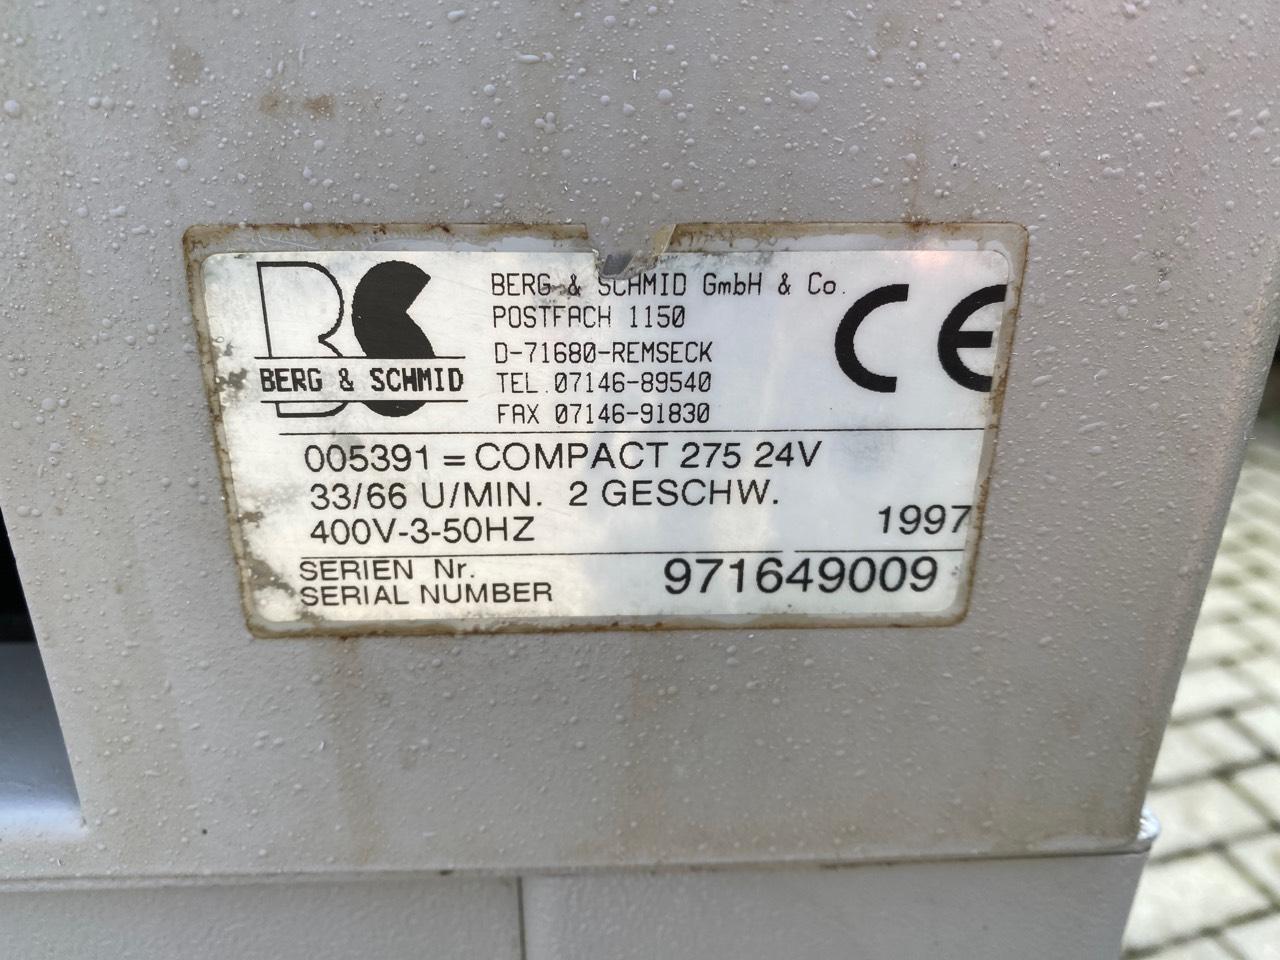 BERG & SCHMID
BERG & SCHMID GmbH & Co.
POSTFACH 1150
D-71680-REMSECK
TEL.07146-89540
FAX 07146-91830
CE
005391 = COMPACT 275 24V
33/66 U/MIN. 2 GESCHW.
400V-3-50HZ
1997
SERIEN Nr.
SERIAL NUMBER
971649009